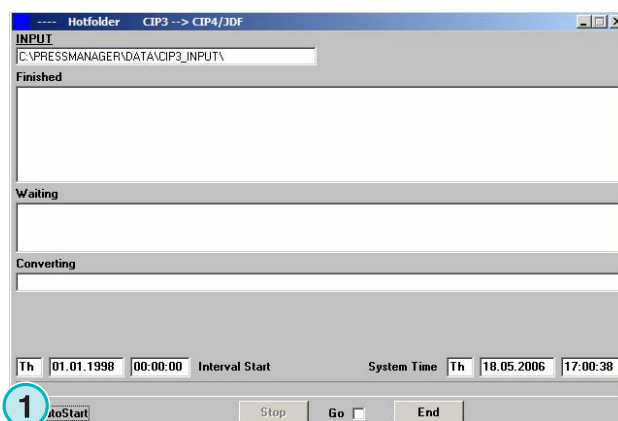 ---- Hotfolder CIP3 --> CIP4/JDF
INPUT
C:\PRESSMANAGER\DATA\CIP3_INPUT\
Finished
Waiting
Converting
Th 01.01.1998 00:00:00 Interval Start System Time Th 18.05.2006 17:00:38
1 toStart Stop Go End